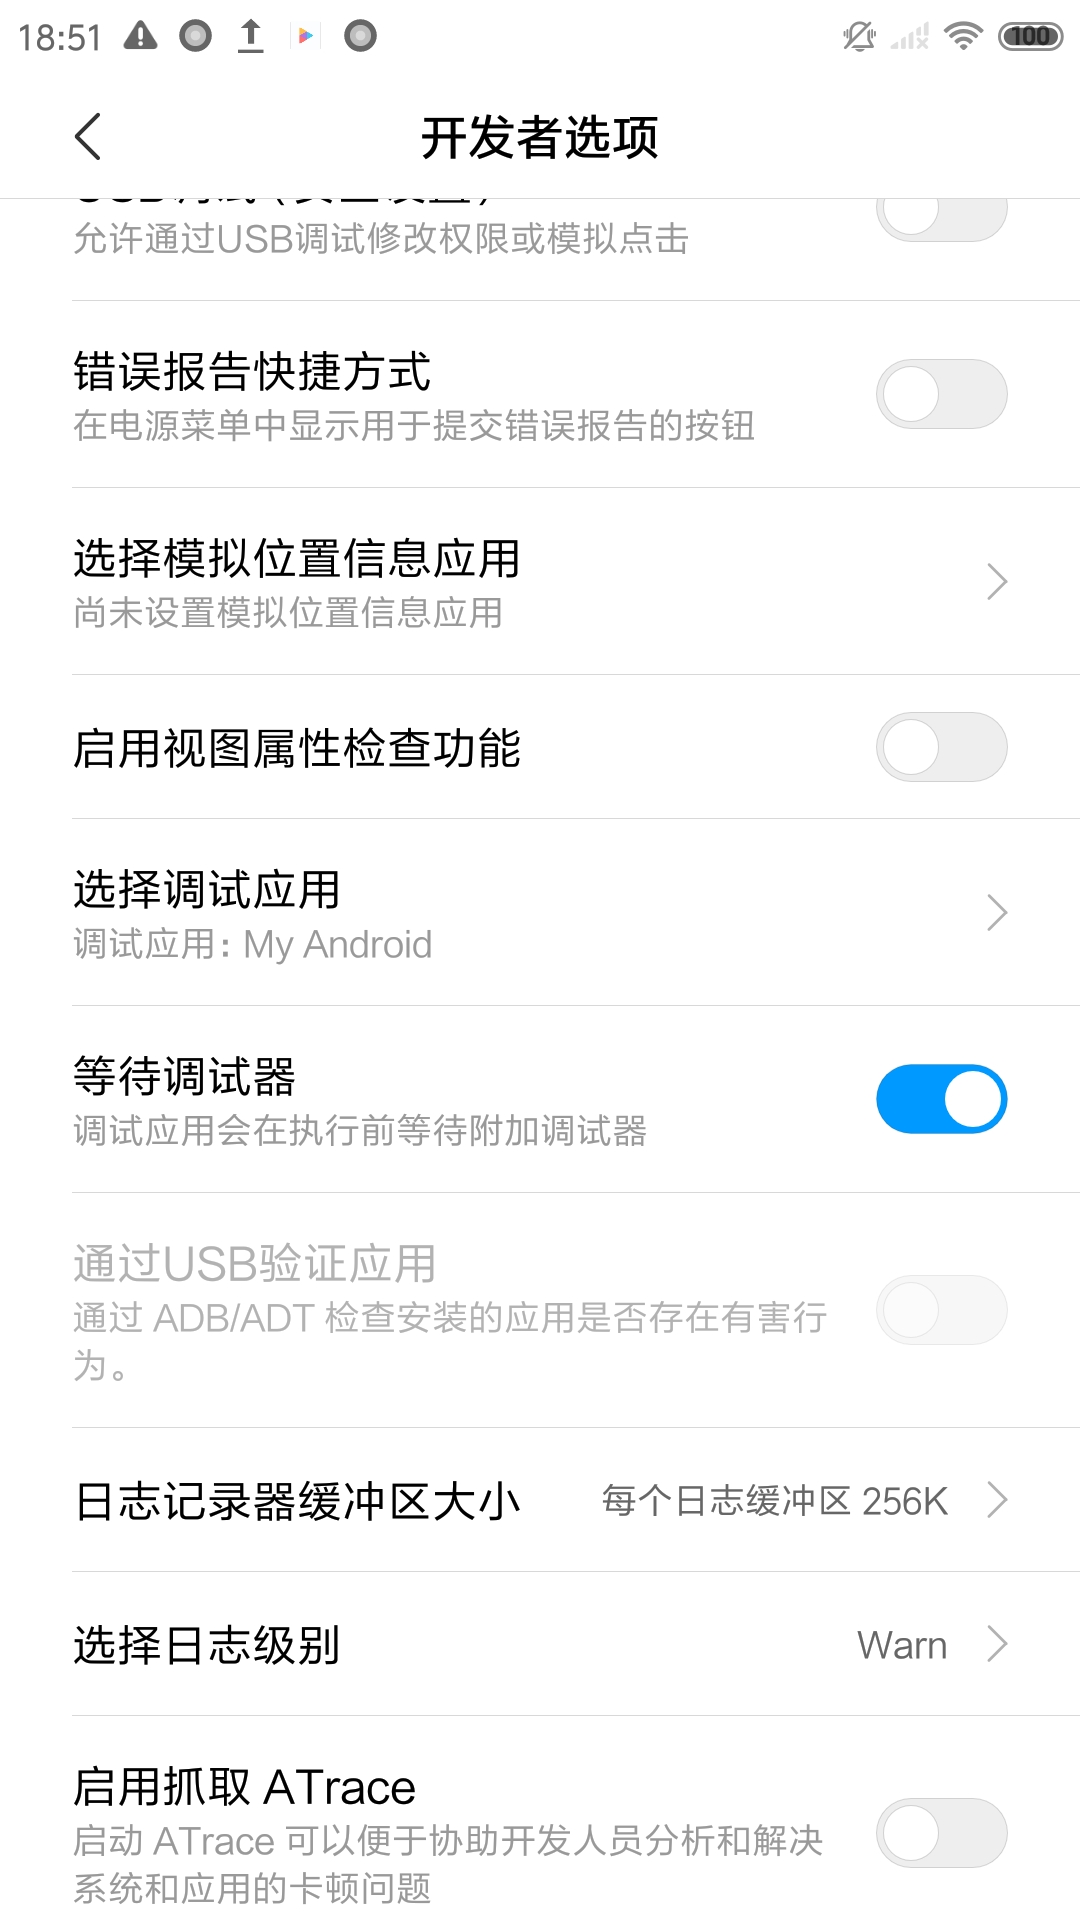 18:51
100
开发者选项
USB调试（安全设置）
允许通过USB调试修改权限或模拟点击
错误报告快捷方式
在电源菜单中显示用于提交错误报告的按钮
选择模拟位置信息应用
尚未设置模拟位置信息应用
启用视图属性检查功能
选择调试应用
调试应用：My Android
等待调试器
调试应用会在执行前等待附加调试器
通过USB验证应用
通过 ADB/ADT 检查安装的应用是否存在有害行
为。
日志记录器缓冲区大小 每个日志缓冲区 256K
选择日志级别 Warn
启用抓取 ATrace
启动 ATrace 可以便于协助开发人员分析和解决
系统和应用的卡顿问题